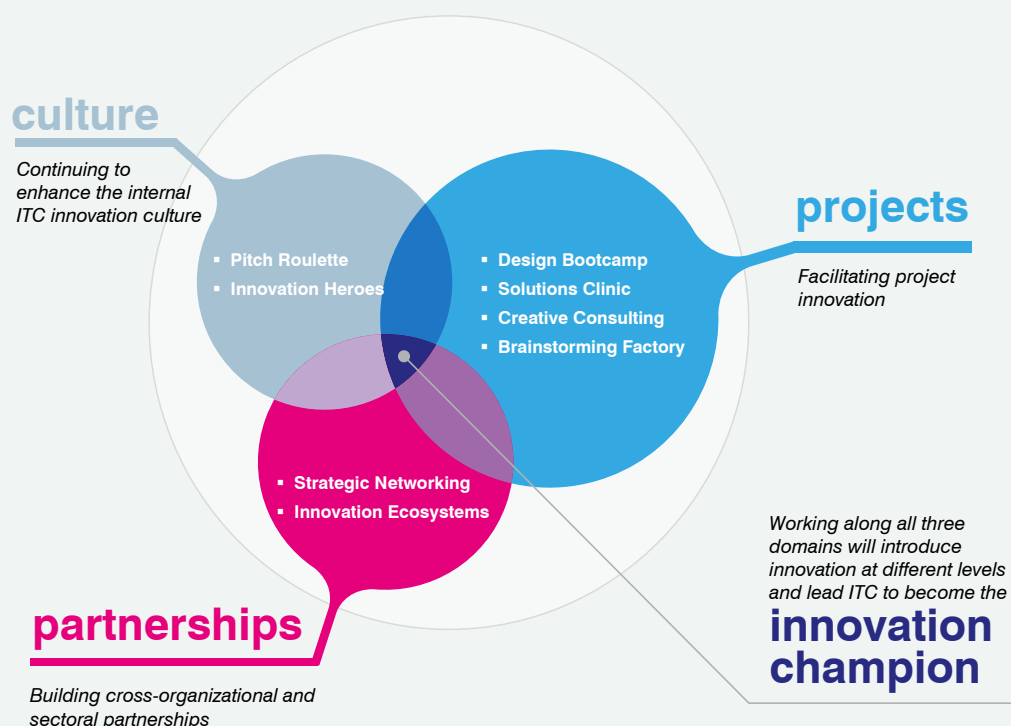 culture
Continuing to
enhance the internal
ITC innovation culture
▪ Pitch Roulette
▪ Innovation Heroes
projects
Facilitating project
innovation
▪ Design Bootcamp
▪ Solutions Clinic
▪ Creative Consulting
▪ Brainstorming Factory
▪ Strategic Networking
▪ Innovation Ecosystems
partnerships
Building cross-organizational and
sectoral partnerships
Working along all three
domains will introduce
innovation at different levels
and lead ITC to become the
innovation
champion